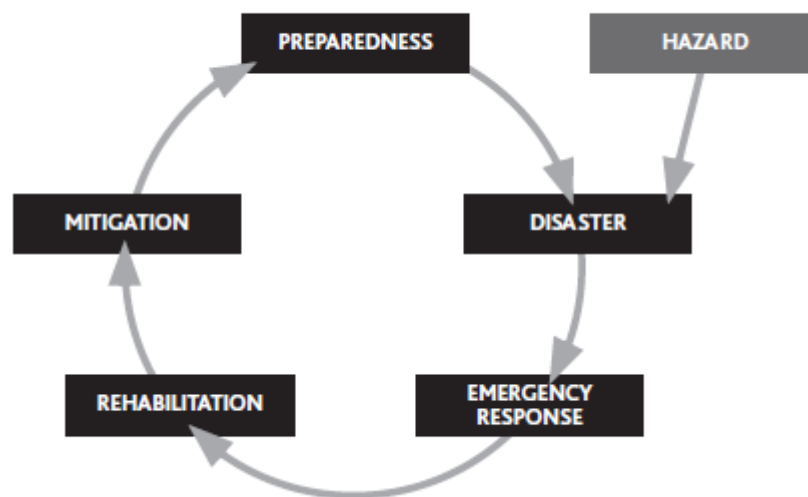 PREPAREDNESS
HAZARD
MITIGATION
DISASTER
REHABILITATION
EMERGENCY
RESPONSE